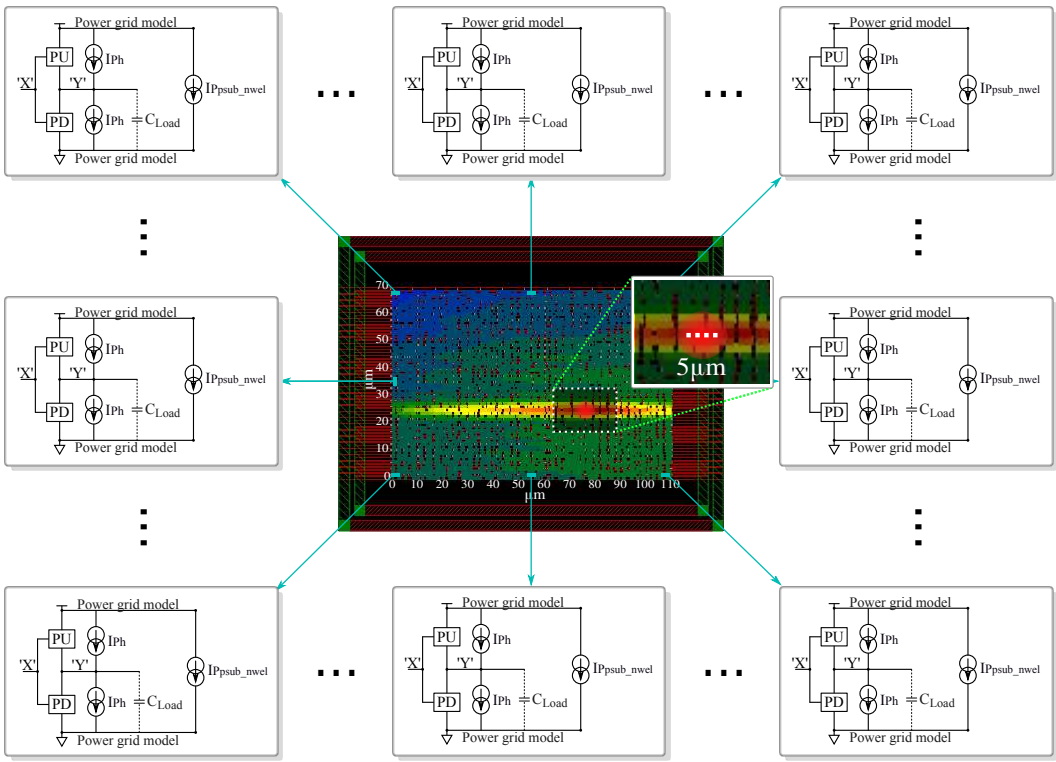 Power grid model
PU
IPh
'X'
'Y'
IPpsub_nwel
PD
IPh
CLoad
Power grid model
Power grid model
PU
IPh
'X'
'Y'
IPpsub_nwel
PD
IPh
CLoad
Power grid model
Power grid model
PU
IPh
'X'
'Y'
IPpsub_nwel
PD
IPh
CLoad
Power grid model
Power grid model
PU
IPh
'X'
'Y'
IPpsub_nwel
PD
IPh
CLoad
Power grid model
70
60
50
40
30
20
10
0
μm
0 10 20 30 40 50 60 70 80 90 100 110
μm
5μm
Power grid model
PU
IPh
'X'
'Y'
IPpsub_nwel
PD
IPh
CLoad
Power grid model
Power grid model
PU
IPh
'X'
'Y'
IPpsub_nwel
PD
IPh
CLoad
Power grid model
Power grid model
PU
IPh
'X'
'Y'
IPpsub_nwel
PD
IPh
CLoad
Power grid model
Power grid model
PU
IPh
'X'
'Y'
IPpsub_nwel
PD
IPh
CLoad
Power grid model